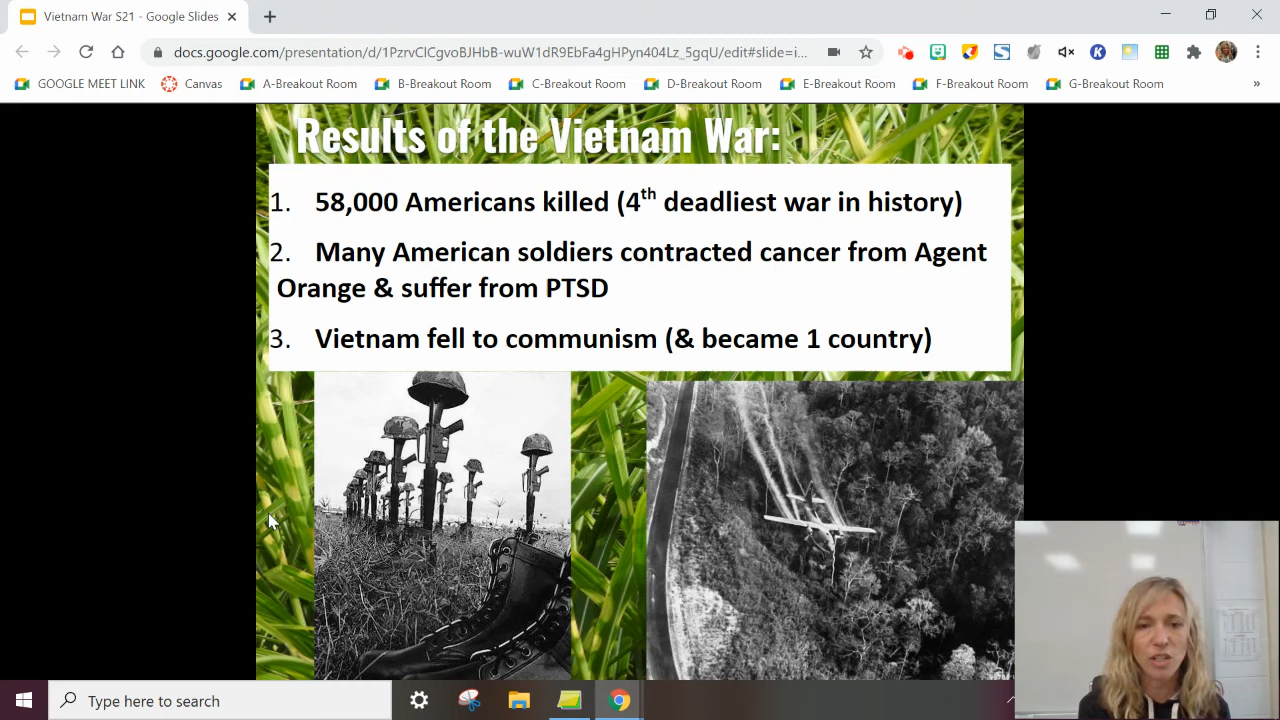 Vietnam War S21 - Google Slides
docs.google.com/presentation/d/1PzrvClCgvoBJHbB-wuW1dR9EbFa4gHPyn404Lz_5gqU/edit#slide=i...
GOOGLE MEET LINK Canvas A-Breakout Room B-Breakout Room C-Breakout Room D-Breakout Room E-Breakout Room F-Breakout Room G-Breakout Room »
Results of the Vietnam War:
1. 58,000 Americans killed (4th deadliest war in history)
2. Many American soldiers contracted cancer from Agent
Orange & suffer from PTSD
3. Vietnam fell to communism (& became 1 country)
Type here to search